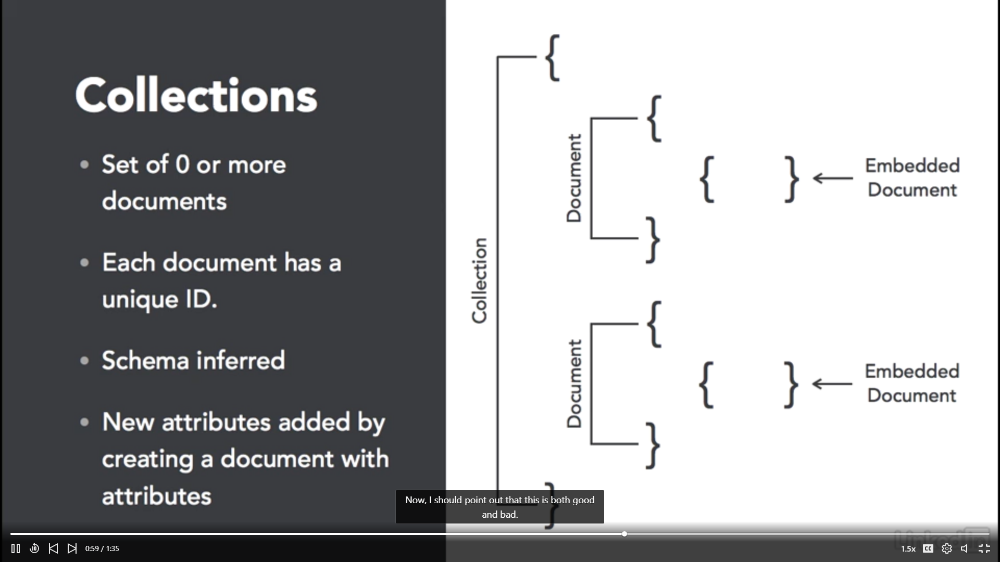 Collections
• Set of 0 or more
documents
• Each document has a
unique ID.
• Schema inferred
• New attributes added by
creating a document with
attributes
Collection
{
Document
{
{ }
Embedded
Document
}
Document
{
{ }
Embedded
Document
}
}
Now, I should point out that this is both good
and bad.
LinkedIn
10
0:59 / 1:35
1.5x
CC